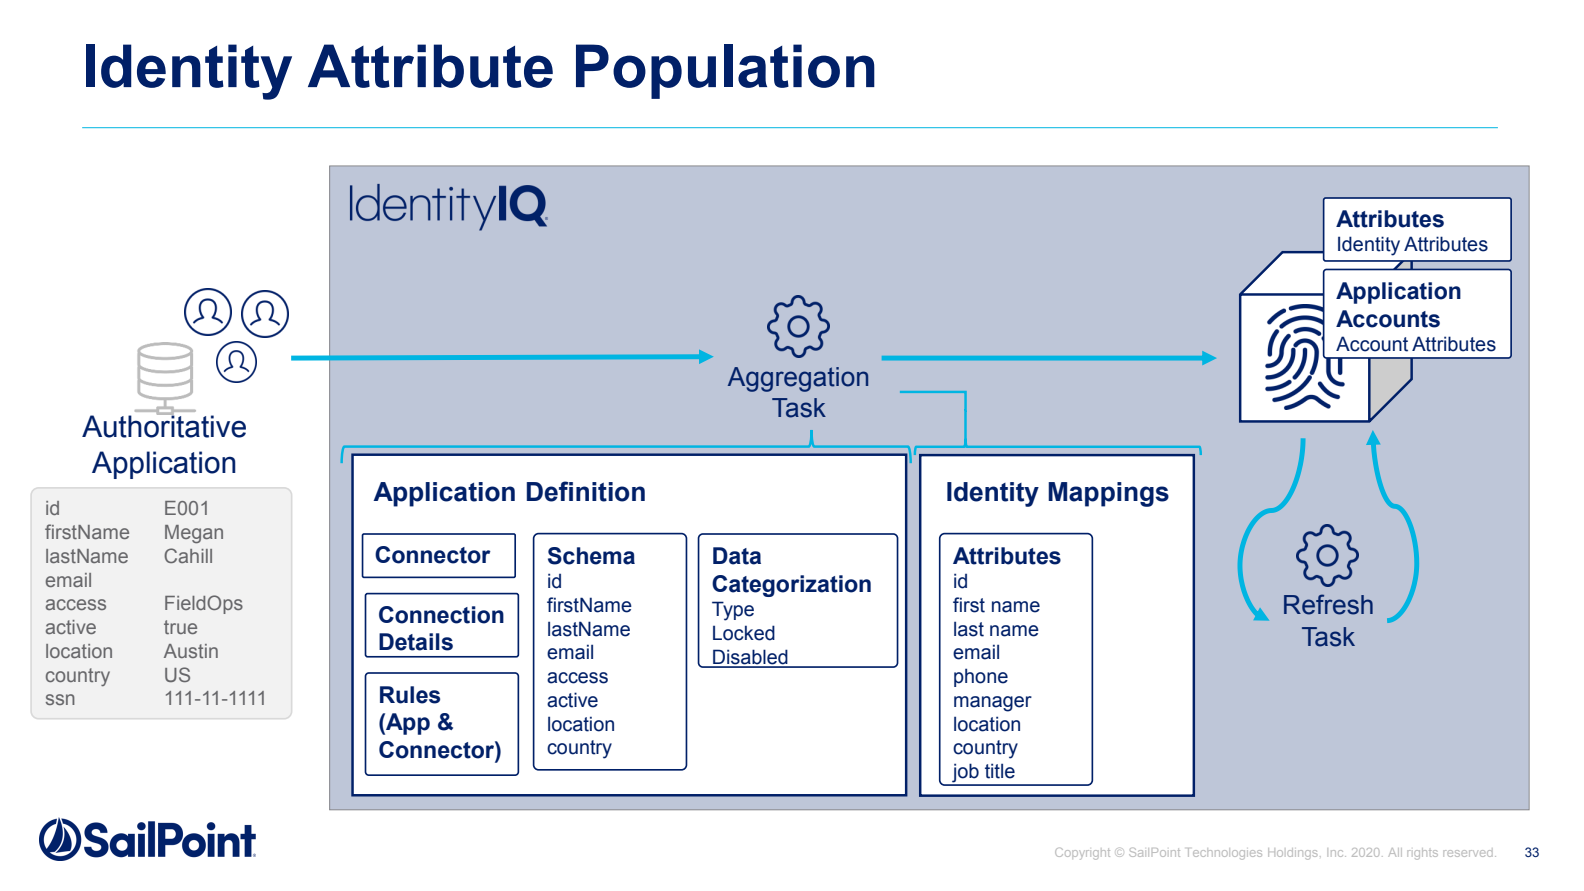 Identity Attribute Population
IdentityIQ
Attributes
Identity Attributes
Application
Accounts
Account Attributes
Aggregation
Task
Authoritative
Application
id E001
firstName Megan
lastName Cahill
email
access FieldOps
active true
location Austin
country US
ssn 111-11-1111
Application Definition
Connector
Connection
Details
Rules
(App &
Connector)
Schema
id
firstName
lastName
email
access
active
location
country
Data
Categorization
Type
Locked
Disabled
Identity Mappings
Attributes
id
first name
last name
email
phone
manager
location
country
job title
Refresh
Task
SailPoint
Copyright © SailPoint Technologies Holdings, Inc. 2020. All rights reserved. 33